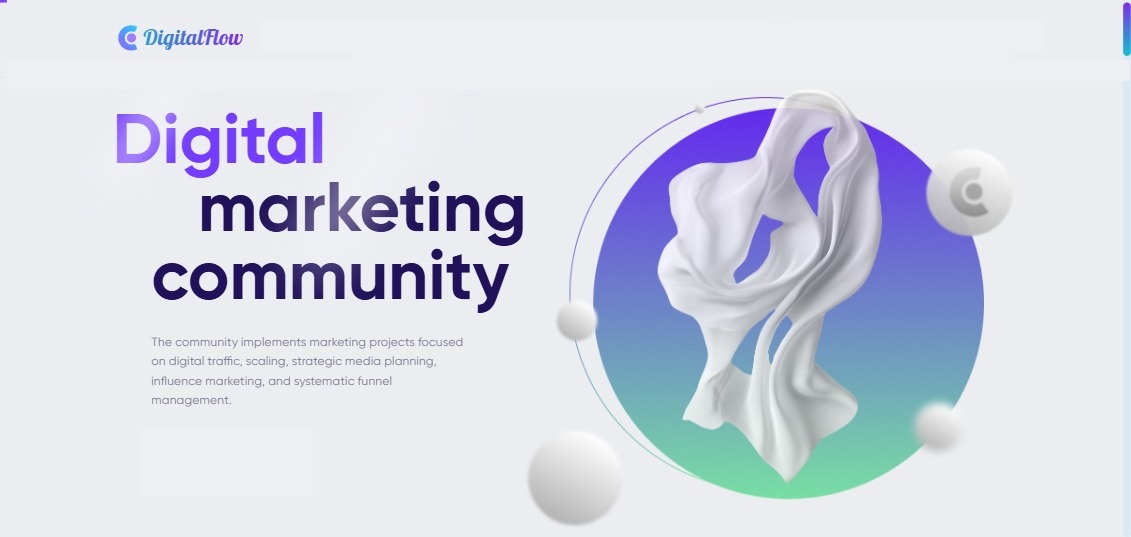 DigitalFlow
Digital
marketing
community
The community implements marketing projects focused
on digital traffic, scaling, strategic media planning,
influence marketing, and systematic funnel
management.